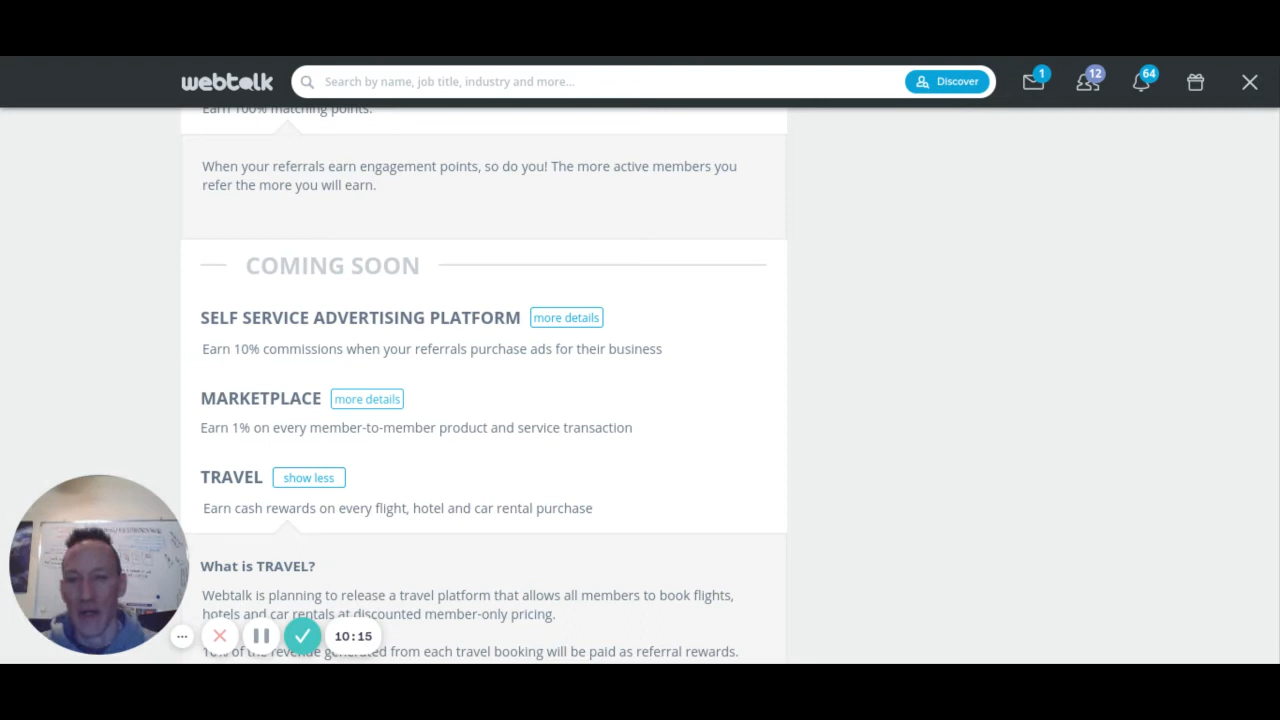 webtalk
Search by name, job title, industry and more...
Discover
1
12
64
Earn 100% matching points.
When your referrals earn engagement points, so do you! The more active members you
refer the more you will earn.
COMING SOON
SELF SERVICE ADVERTISING PLATFORM more details
Earn 10% commissions when your referrals purchase ads for their business
MARKETPLACE more details
Earn 1% on every member-to-member product and service transaction
TRAVEL show less
Earn cash rewards on every flight, hotel and car rental purchase
What is TRAVEL?
Webtalk is planning to release a travel platform that allows all members to book flights,
hotels and car rentals at discounted member-only pricing.
10:15
10% of the revenue generated from each travel booking will be paid as referral rewards.